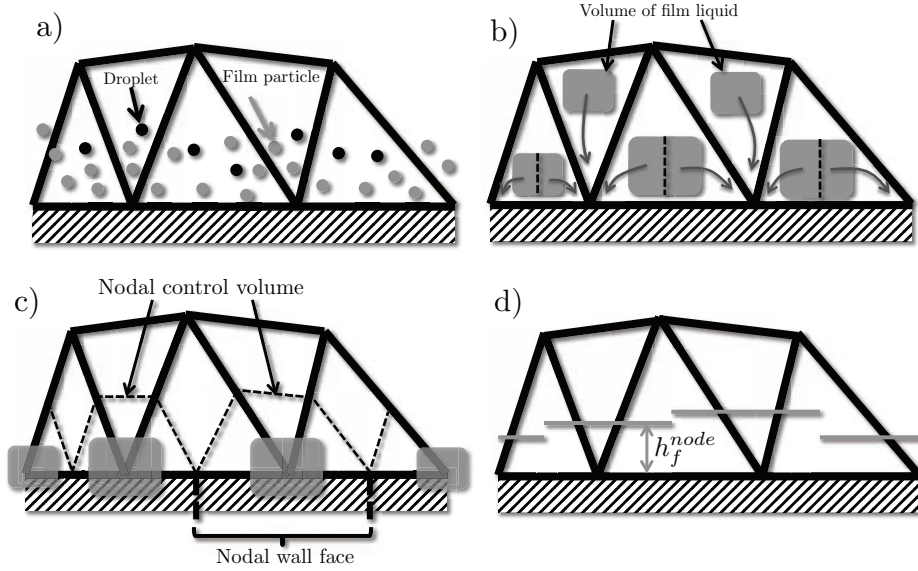 a)
Droplet
Film particle
b)
Volume of film liquid
c)
Nodal control volume
Nodal wall face
d)
h_f^{node}